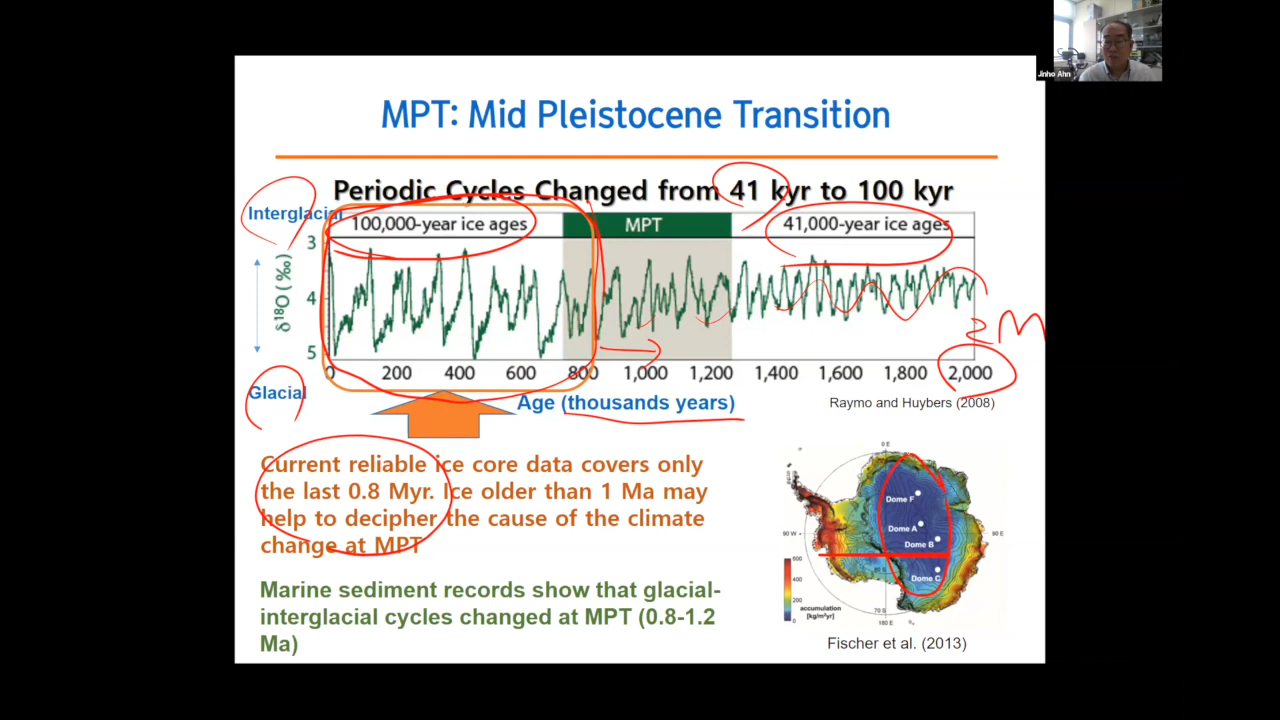 Jinho Ahn
MPT: Mid Pleistocene Transition
Periodic Cycles Changed from 41 kyr to 100 kyr
Interglacial
100,000-year ice ages
MPT
41,000-year ice ages
3
4
5
δ¹⁸O (‰)
2M
0 200 400 600 800 1,000 1,200 1,400 1,600 1,800 2,000
Glacial
Age (thousands years)
Raymo and Huybers (2008)
Current reliable ice core data covers only
the last 0.8 Myr. Ice older than 1 Ma may
help to decipher the cause of the climate
change at MPT
Marine sediment records show that glacial-
interglacial cycles changed at MPT (0.8-1.2
Ma)
0 E
Dome F
Dome A
90 W
90 E
Dome B
Dome C
600
400
200
0
accumulation
[kg/m²yr]
70 S
180 E
Fischer et al. (2013)